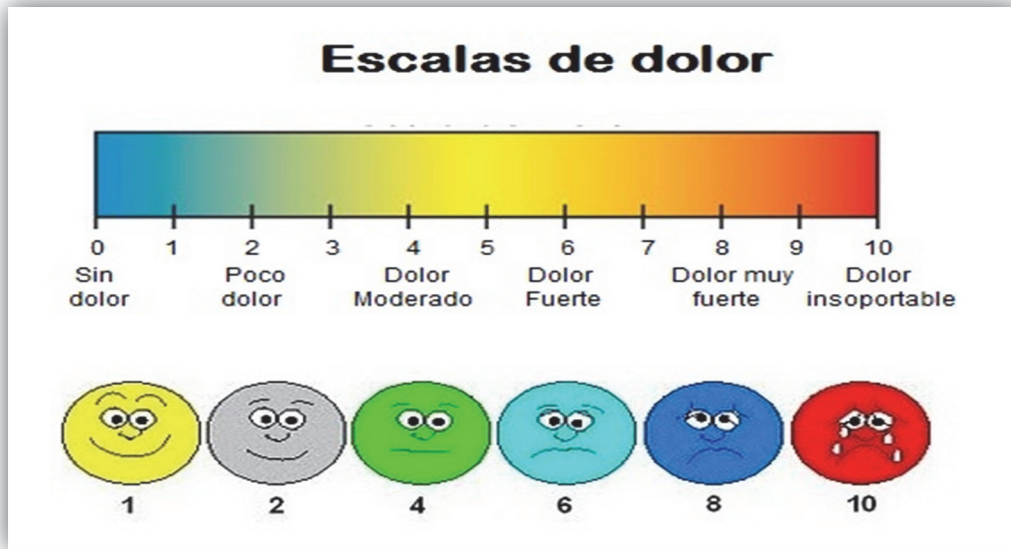 Escalas de dolor
0 1 2 3 4 5 6 7 8 9 10
Sin dolor
Poco dolor
Dolor Moderado
Dolor Fuerte
Dolor muy fuerte
Dolor insoportable
1 2 4 6 8 10